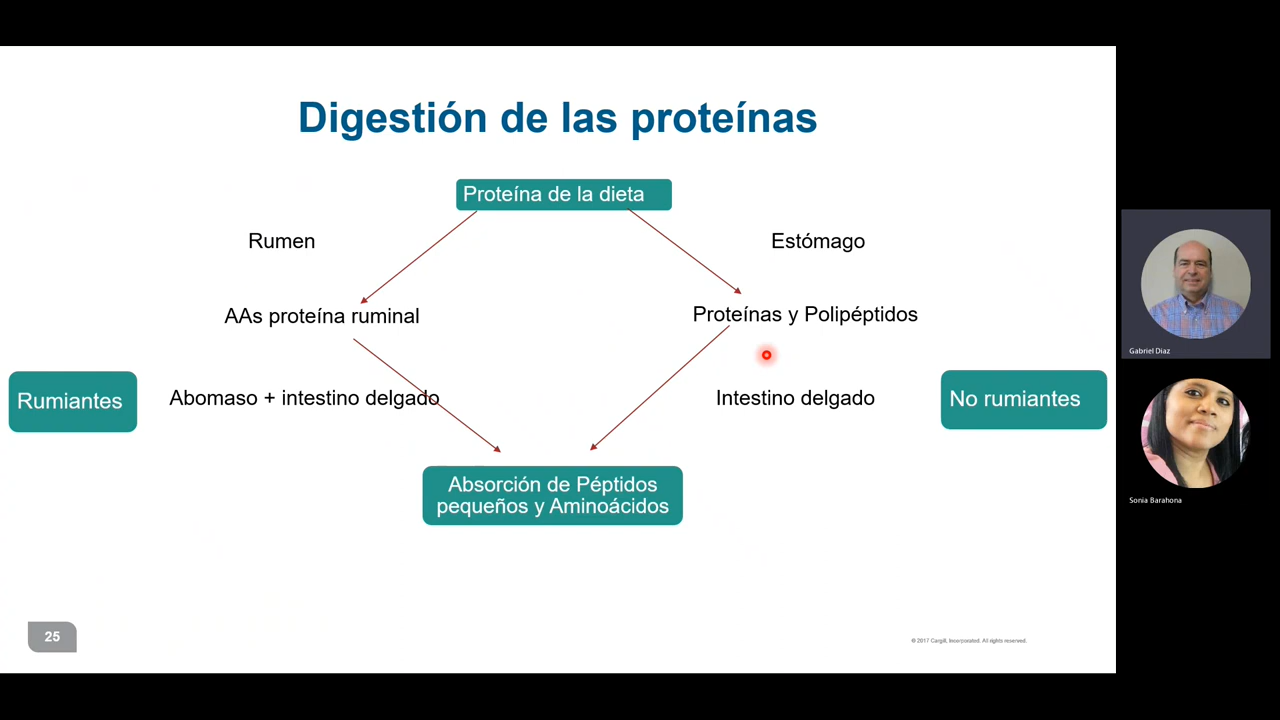 Digestión de las proteínas
Proteína de la dieta
Rumen
Estómago
AAs proteína ruminal
Proteínas y Polipéptidos
Rumiantes
Abomaso + intestino delgado
Intestino delgado
No rumiantes
Absorción de Péptidos
pequeños y Aminoácidos
25
© 2017 Cargill, Incorporated. All rights reserved.
Gabriel Diaz
Sonia Barahona